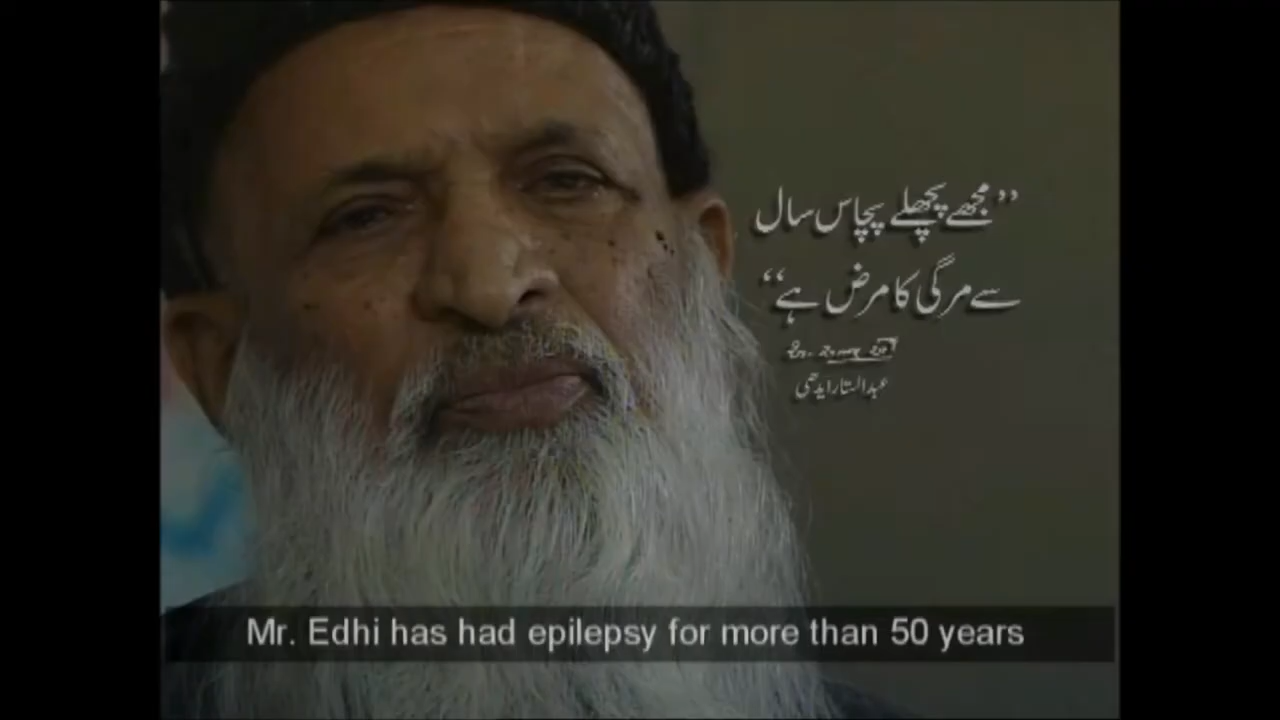 ”مجھے پچھلے پچاس سال
سے مرگی کا مرض ہے“
عبدالستار ایدھی
Mr. Edhi has had epilepsy for more than 50 years